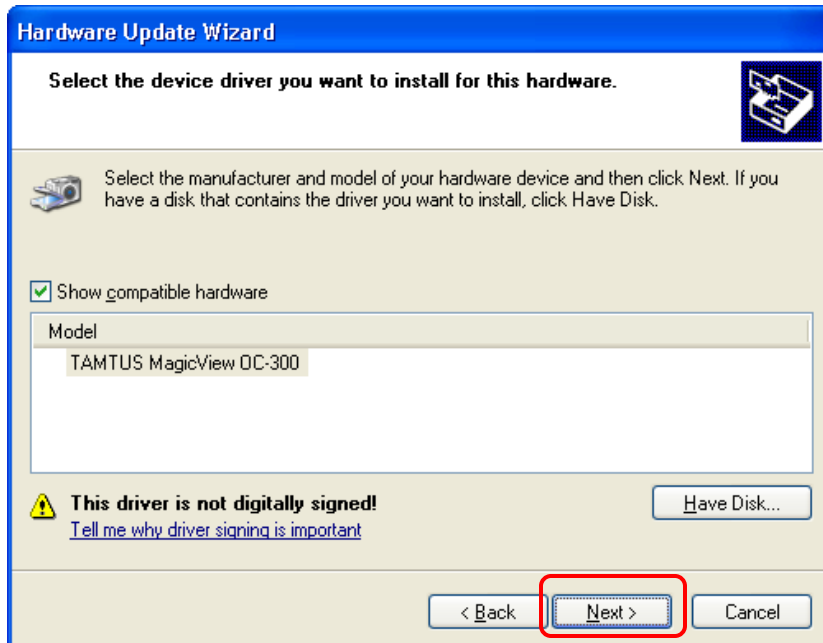 Hardware Update Wizard
Select the device driver you want to install for this hardware.
Select the manufacturer and model of your hardware device and then click Next. If you
have a disk that contains the driver you want to install, click Have Disk.
Show compatible hardware
Model
TAMTUS MagicView OC-300
This driver is not digitally signed!
Have Disk...
Tell me why driver signing is important
< Back
Next >
Cancel